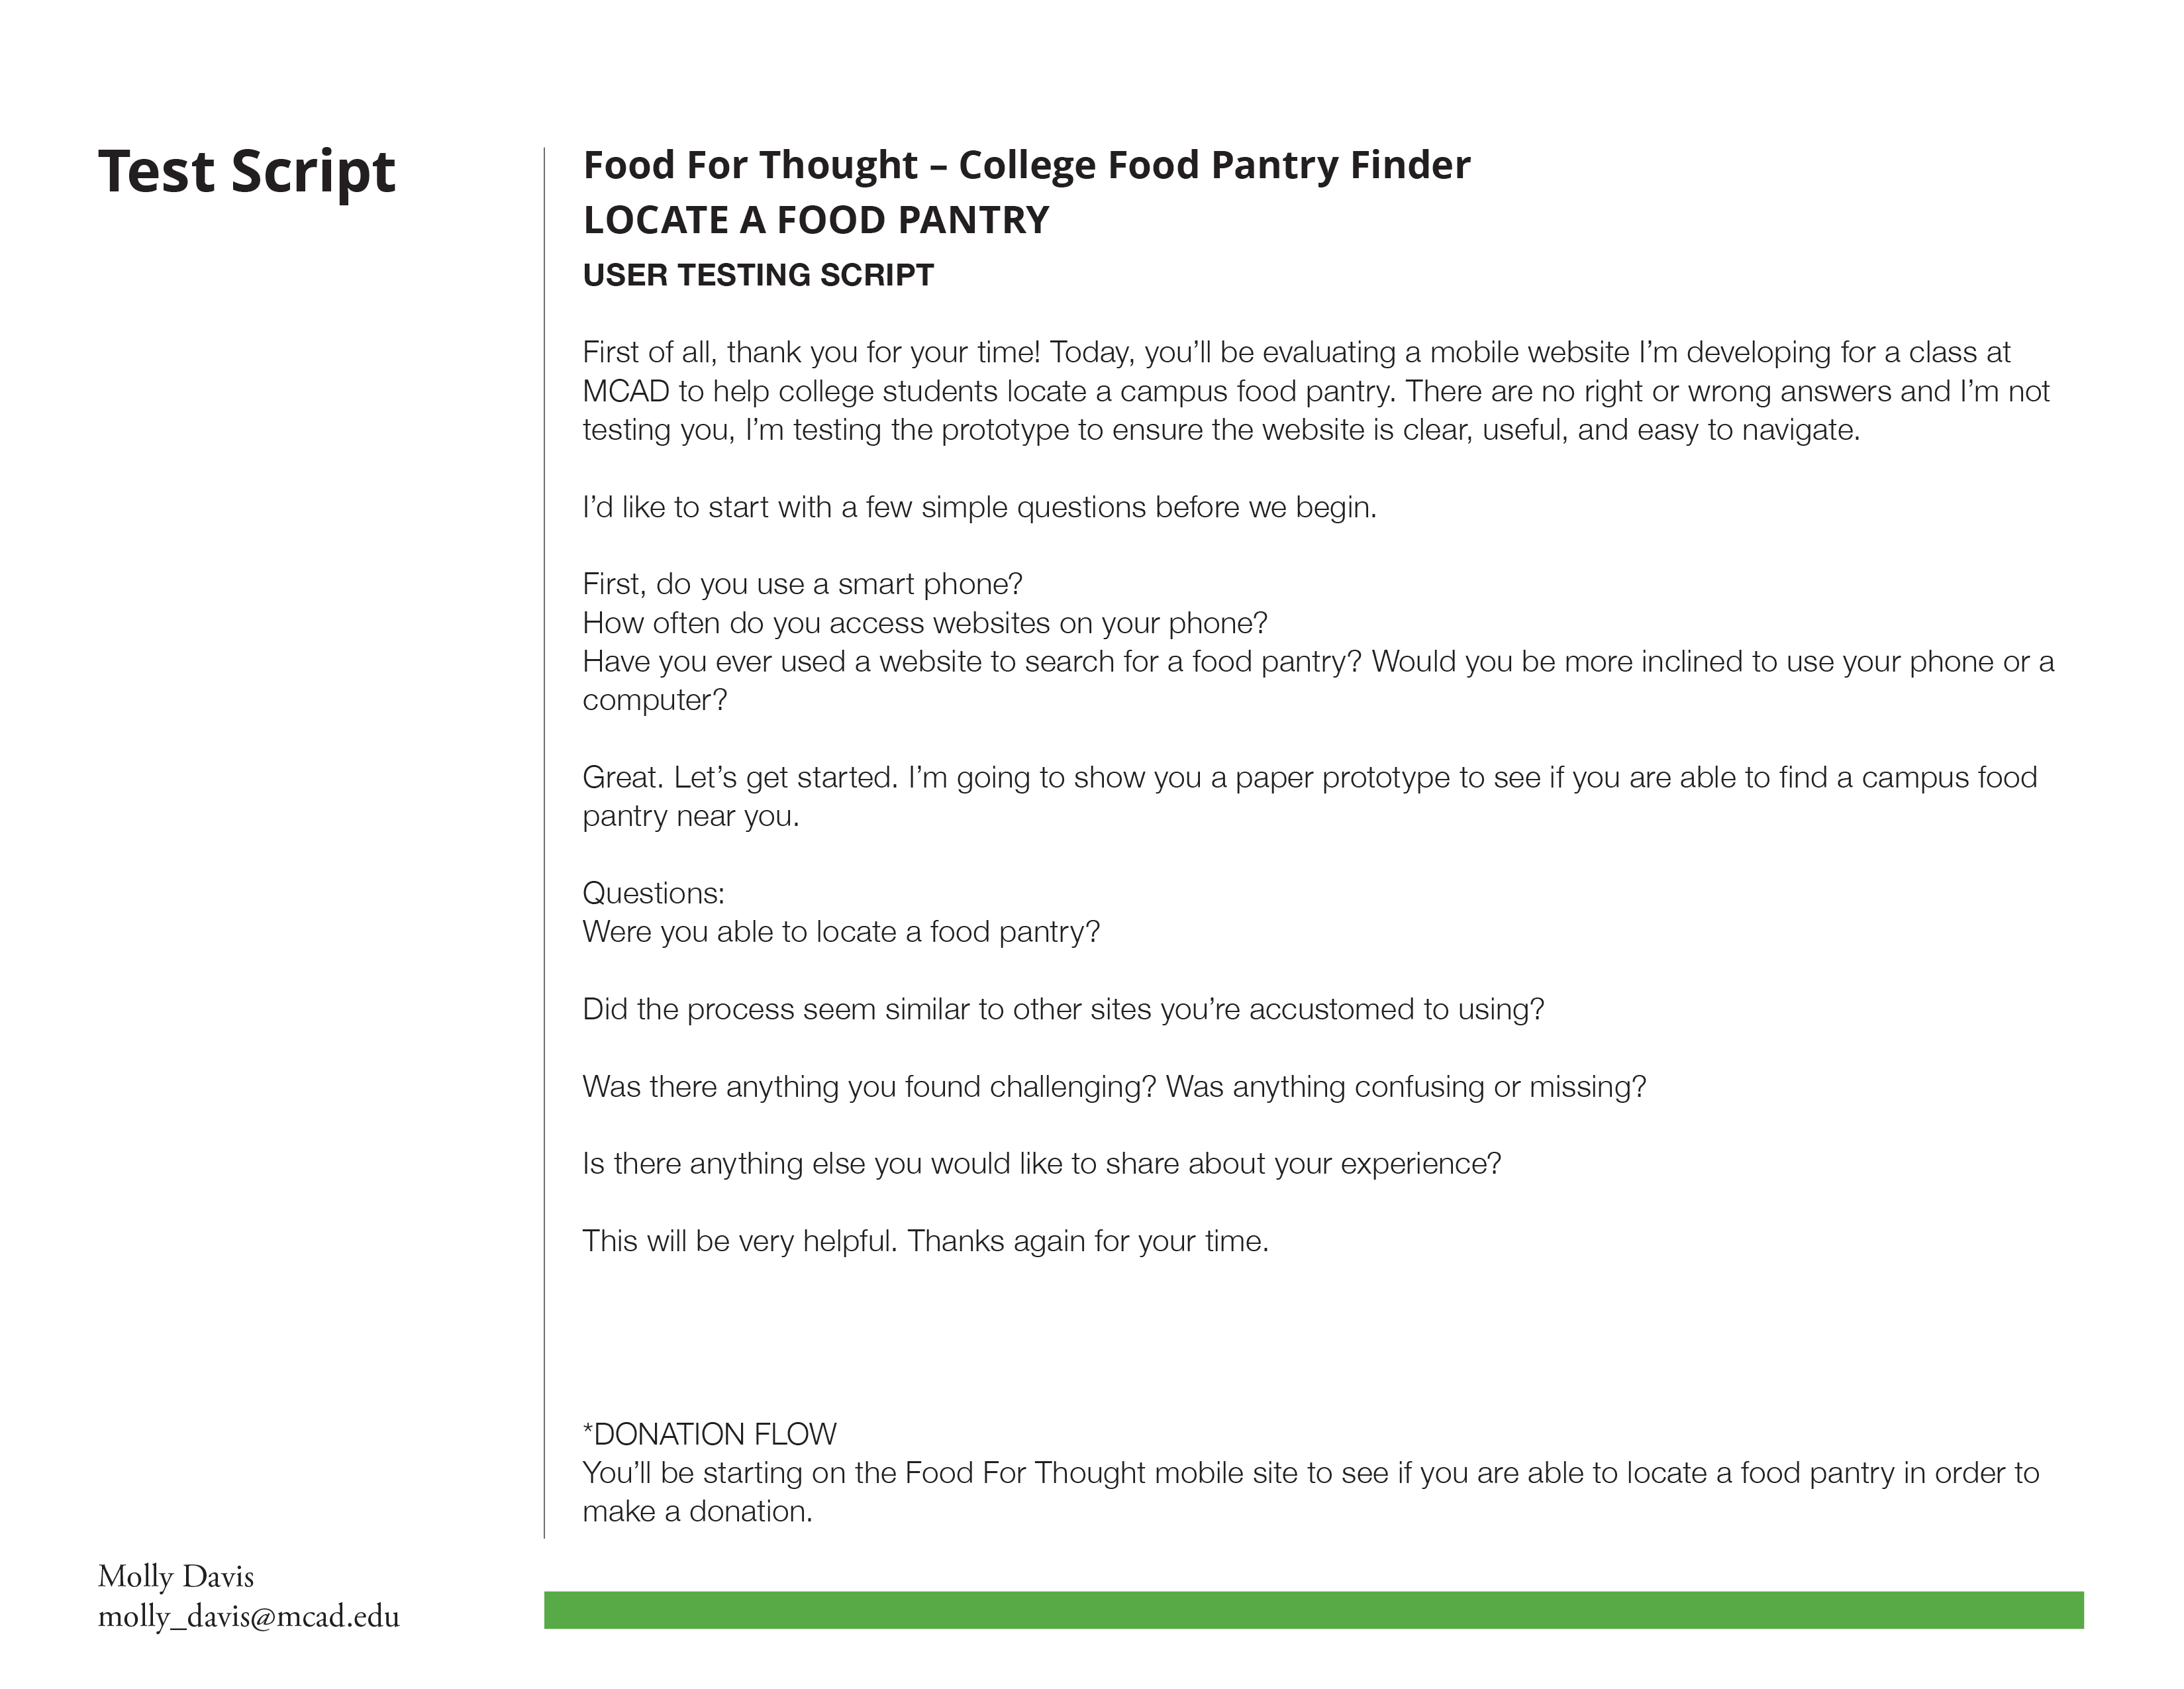 Test Script
Food For Thought – College Food Pantry Finder
LOCATE A FOOD PANTRY
USER TESTING SCRIPT
First of all, thank you for your time! Today, you’ll be evaluating a mobile website I’m developing for a class at
MCAD to help college students locate a campus food pantry. There are no right or wrong answers and I’m not
testing you, I’m testing the prototype to ensure the website is clear, useful, and easy to navigate.
I’d like to start with a few simple questions before we begin.
First, do you use a smart phone?
How often do you access websites on your phone?
Have you ever used a website to search for a food pantry? Would you be more inclined to use your phone or a
computer?
Great. Let’s get started. I’m going to show you a paper prototype to see if you are able to find a campus food
pantry near you.
Questions:
Were you able to locate a food pantry?
Did the process seem similar to other sites you’re accustomed to using?
Was there anything you found challenging? Was anything confusing or missing?
Is there anything else you would like to share about your experience?
This will be very helpful. Thanks again for your time.
*DONATION FLOW
You’ll be starting on the Food For Thought mobile site to see if you are able to locate a food pantry in order to
make a donation.
Molly Davis
molly_davis@mcad.edu